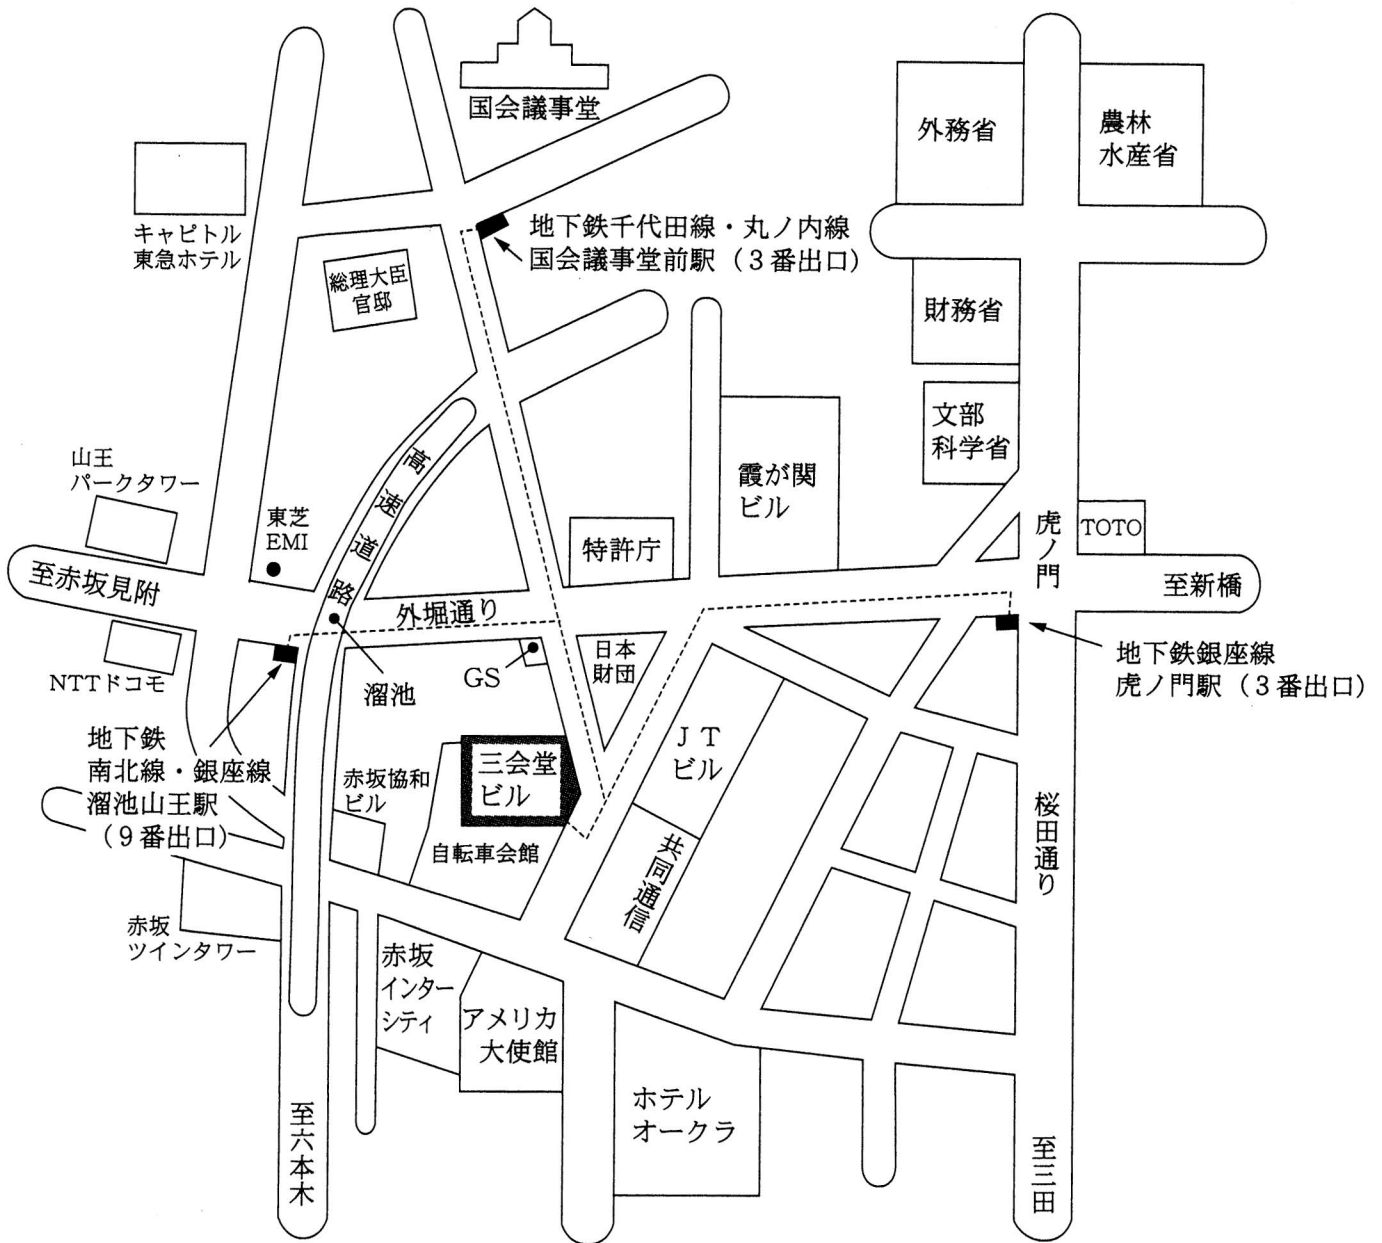 国会議事堂
外務省
農林
水産省
キャピトル
東急ホテル
地下鉄千代田線・丸ノ内線
国会議事堂前駅（３番出口）
総理大臣
官邸
財務省
文部
科学省
霞が関
ビル
高速道路
山王
パークタワー
東芝
EMI
特許庁
虎ノ門
TOTO
至赤坂見附
外堀通り
至新橋
NTTドコモ
溜池
GS
日本
財団
地下鉄銀座線
虎ノ門駅（３番出口）
地下鉄
南北線・銀座線
溜池山王駅
（９番出口）
赤坂協和
ビル
三会堂
ビル
ＪＴ
ビル
自転車会館
共同通信
桜田通り
赤坂
ツインタワー
赤坂
インター
シティ
アメリカ
大使館
ホテル
オークラ
至六本木
至三田